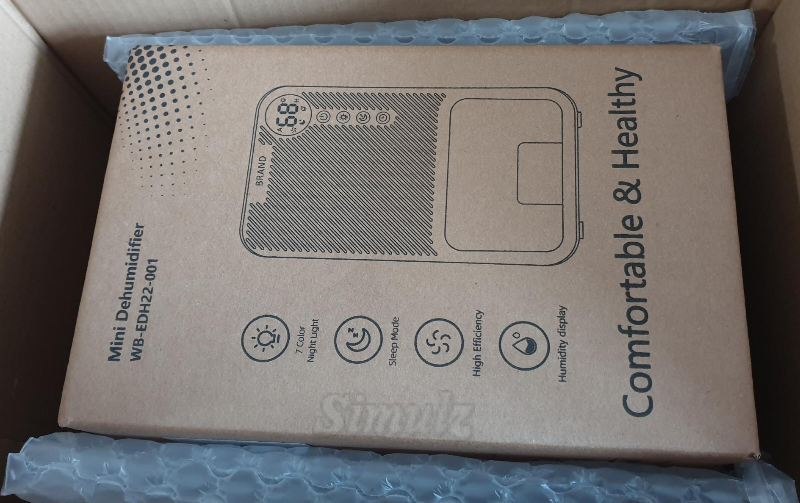 Mini Dehumidifier
WB-EDH22-001
BRAND
68
7 Color
Night Light
Sleep Mode
High Efficiency
Humidity display
Comfortable & Healthy
Simulz